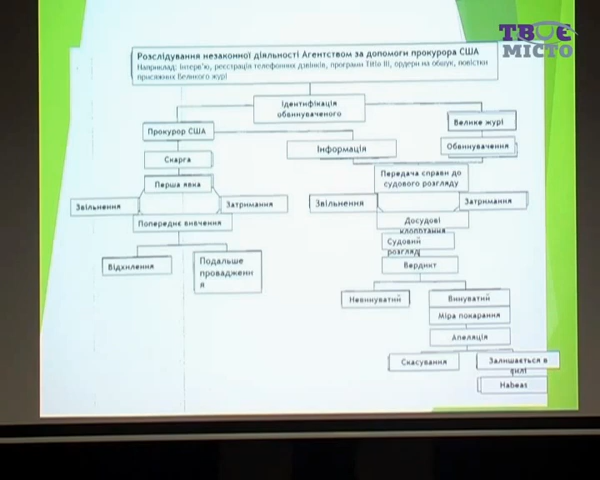 ТВОЄ
МІСТО
Розслідування незаконної діяльності Агентством за допомоги прокурора США
Наприклад: Інтерв'ю, реєстрація телефонних дзвінків, програми Title III, ордери на обшук, повістки
присяжних Великого журі
Ідентифікація
обвинуваченого
Прокурор США
Велике журі
Скарга
Інформація
Обвинувачення
Перша явка
Передача справи до
судового розгляду
Звільнення
Затримання
Звільнення
Затримання
Попереднє вивчення
Досудові
клопотання
Судовий
розгляд
Відхилення
Подальше
провадженн
я
Вердикт
Невинуватий
Винуватий
Міра покарання
Апеляція
Скасування
Залишається в
силі
Habeas